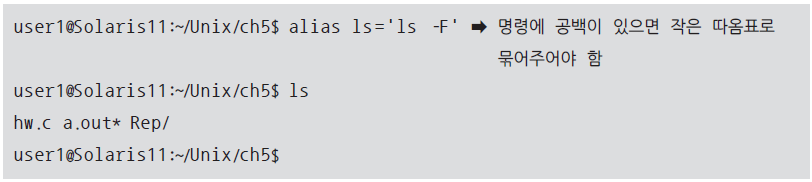 user1@Solaris11:~/Unix/ch5$ alias ls='ls -F' ➡ 명령에 공백이 있으면 작은 따옴표로
묶어주어야 함
user1@Solaris11:~/Unix/ch5$ ls
hw.c a.out* Rep/
user1@Solaris11:~/Unix/ch5$